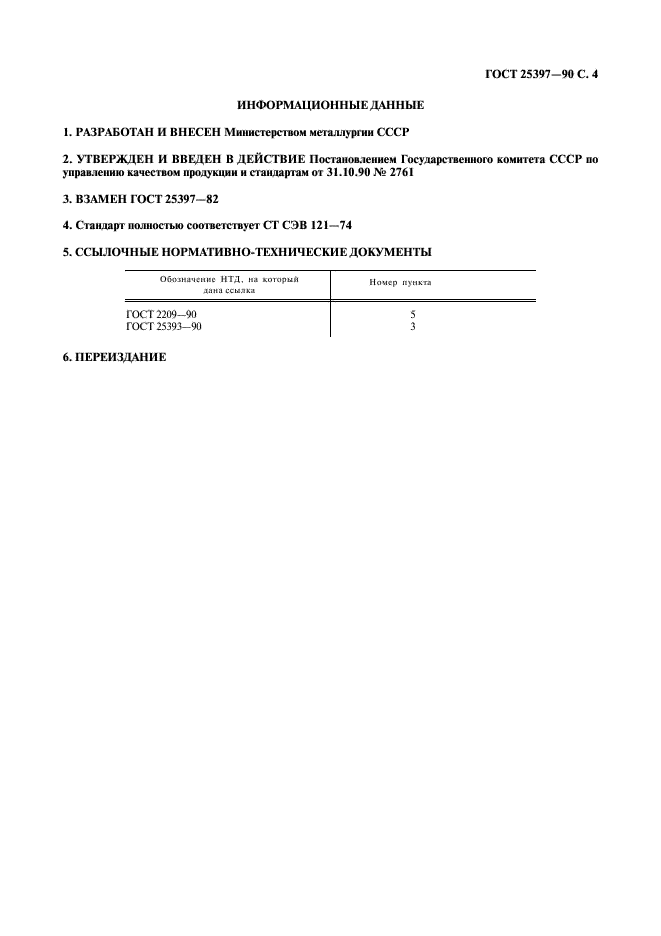 ГОСТ 25397—90 С. 4
ИНФОРМАЦИОННЫЕ ДАННЫЕ
1. РАЗРАБОТАН И ВНЕСЕН Министерством металлургии СССР
2. УТВЕРЖДЕН И ВВЕДЕН В ДЕЙСТВИЕ Постановлением Государственного комитета СССР по
управлению качеством продукции и стандартам от 31.10.90 № 2761
3. ВЗАМЕН ГОСТ 25397—82
4. Стандарт полностью соответствует СТ СЭВ 121—74
5. ССЫЛОЧНЫЕ НОРМАТИВНО-ТЕХНИЧЕСКИЕ ДОКУМЕНТЫ
Обозначение НТД, на который
дана ссылка
Номер пункта
ГОСТ 2209—90 5
ГОСТ 25393—90 3
6. ПЕРЕИЗДАНИЕ